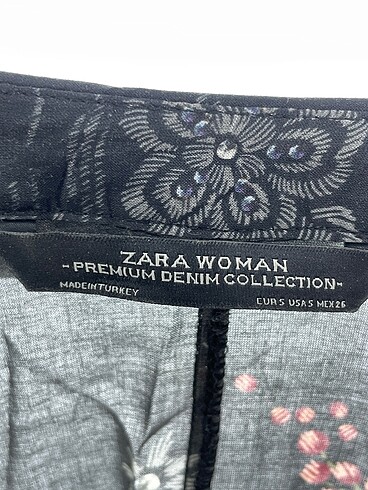 ZARA WOMAN
-PREMIUM DENIM COLLECTION-
MADE IN TURKEY
EUR S USA S MEX 26